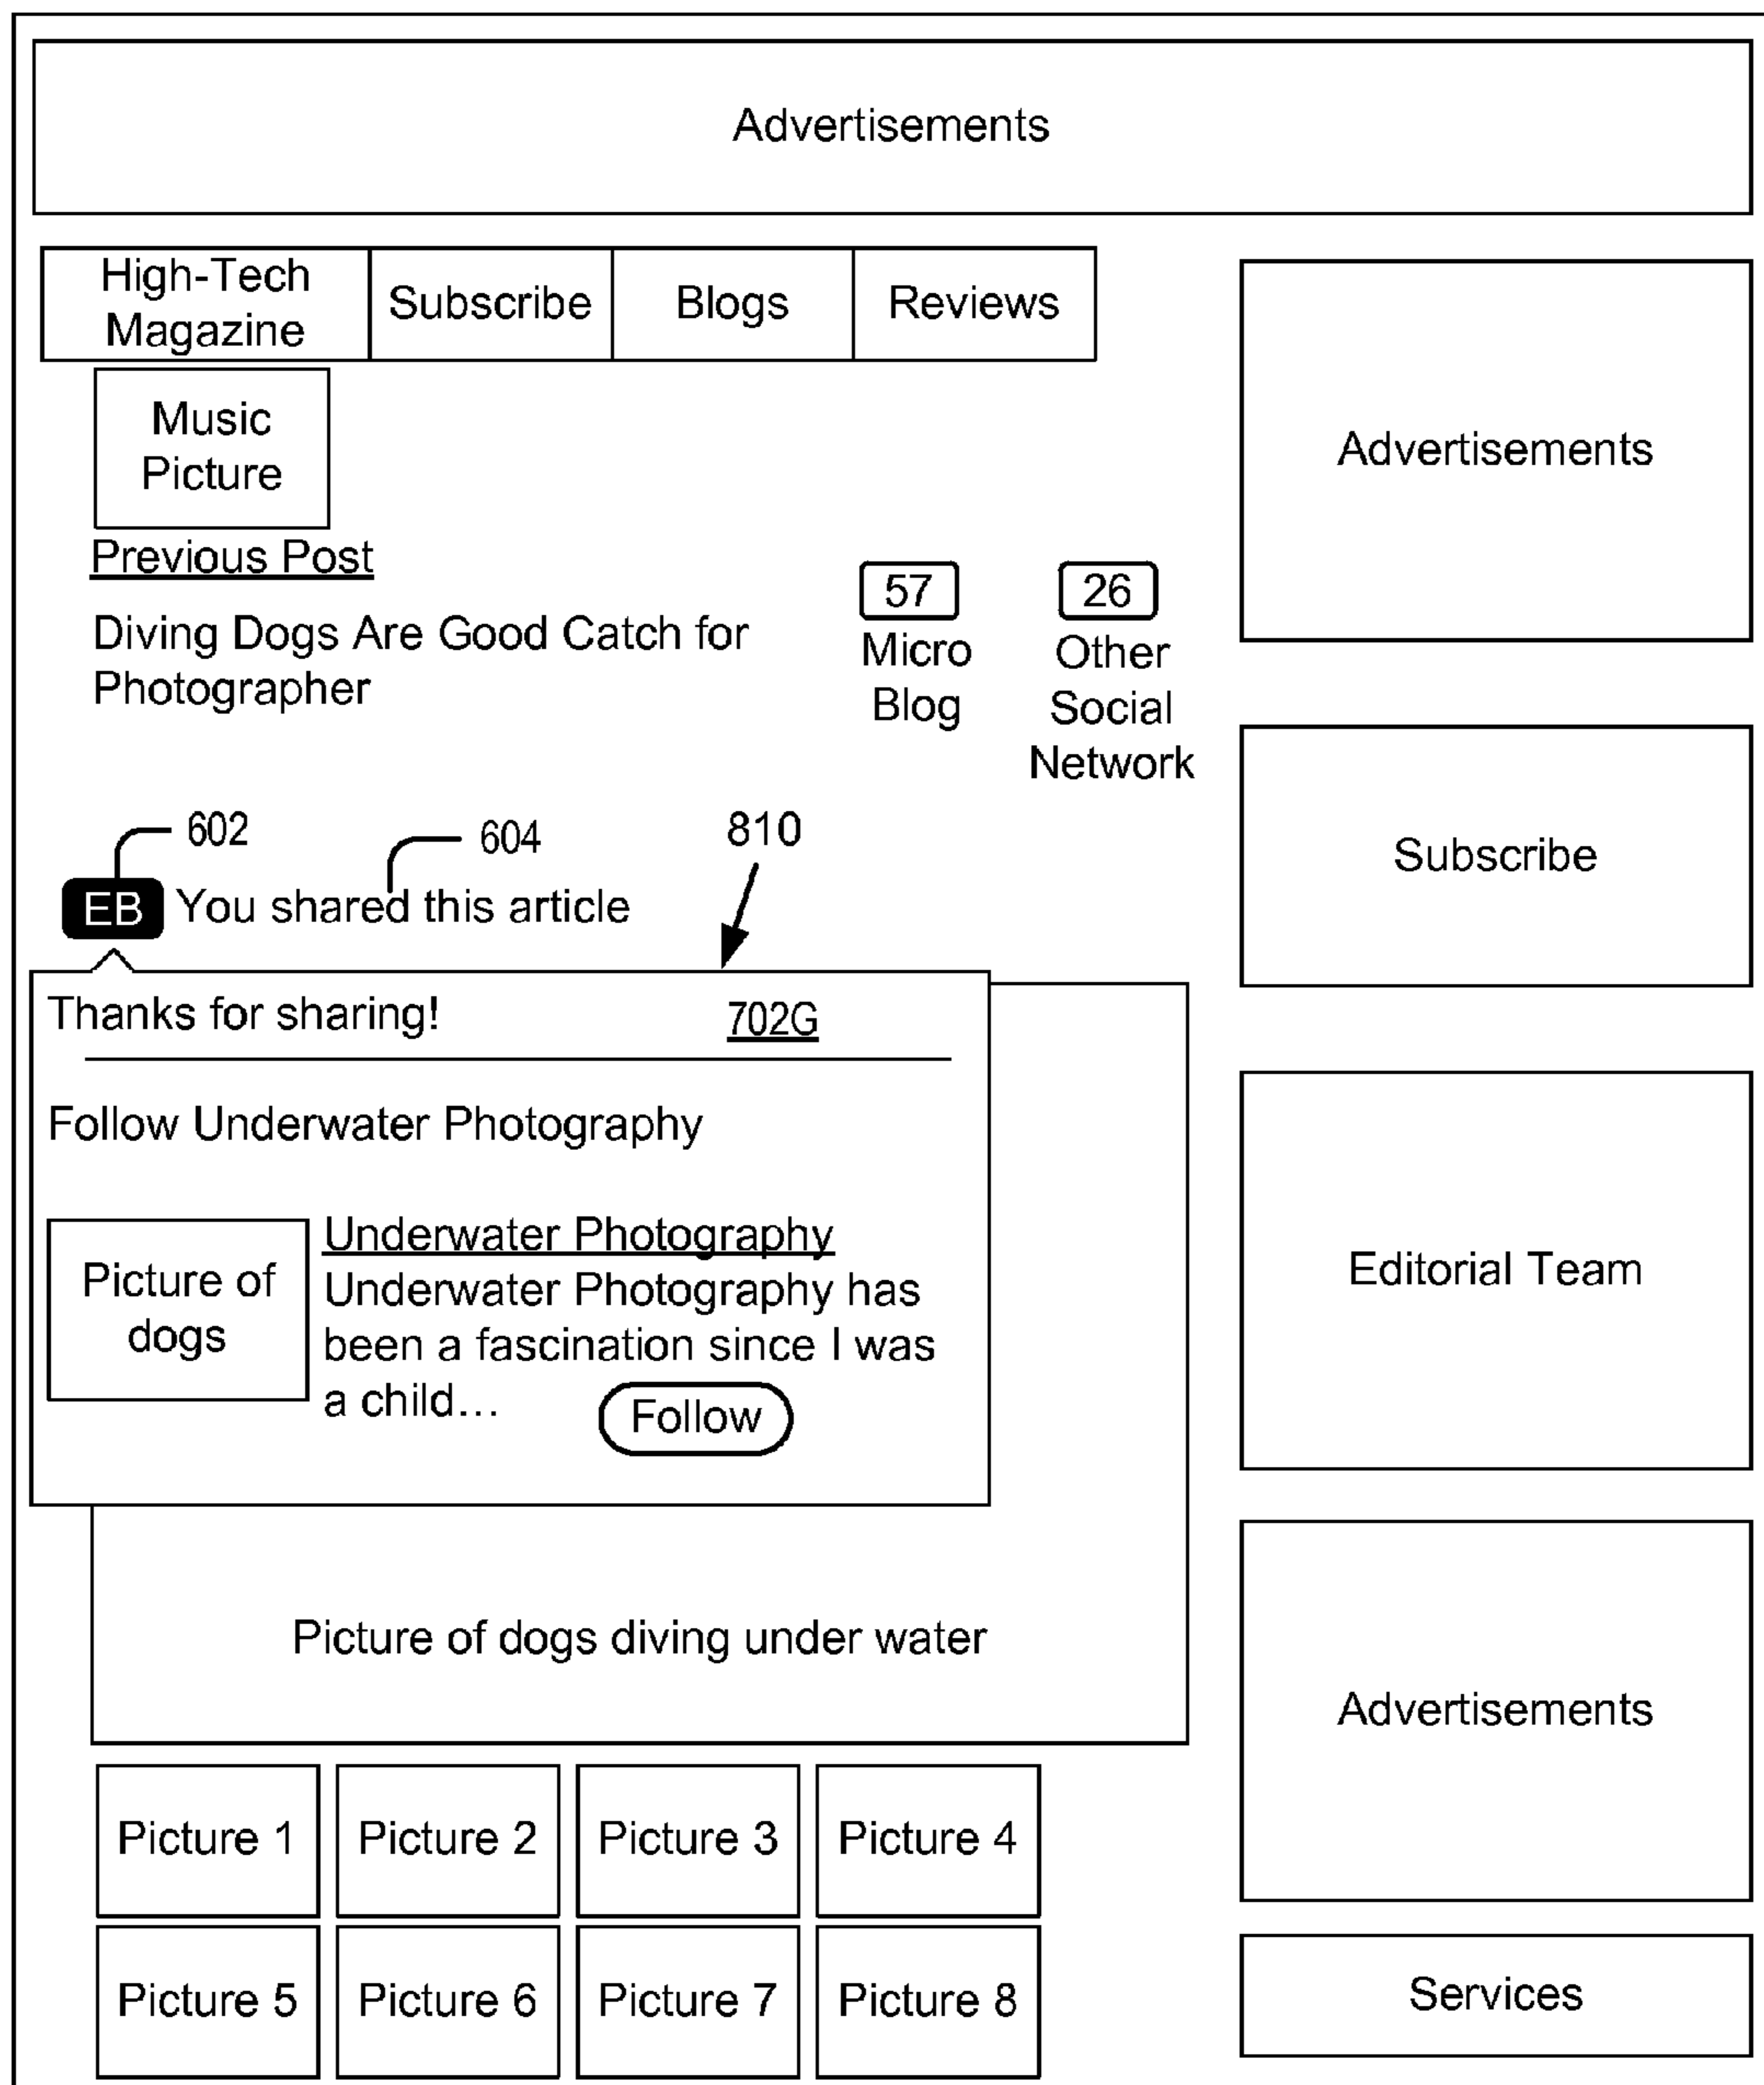 Advertisements
High-Tech
Magazine
Subscribe
Blogs
Reviews
Music
Picture
Previous Post
Diving Dogs Are Good Catch for
Photographer
57
Micro
Blog
26
Other
Social
Network
602
604
810
EB
You shared this article
Thanks for sharing!
702G
Follow Underwater Photography
Picture of
dogs
Underwater Photography
Underwater Photography has
been a fascination since I was
a child…
Follow
Picture of dogs diving under water
Picture 1
Picture 2
Picture 3
Picture 4
Picture 5
Picture 6
Picture 7
Picture 8
Advertisements
Subscribe
Editorial Team
Advertisements
Services